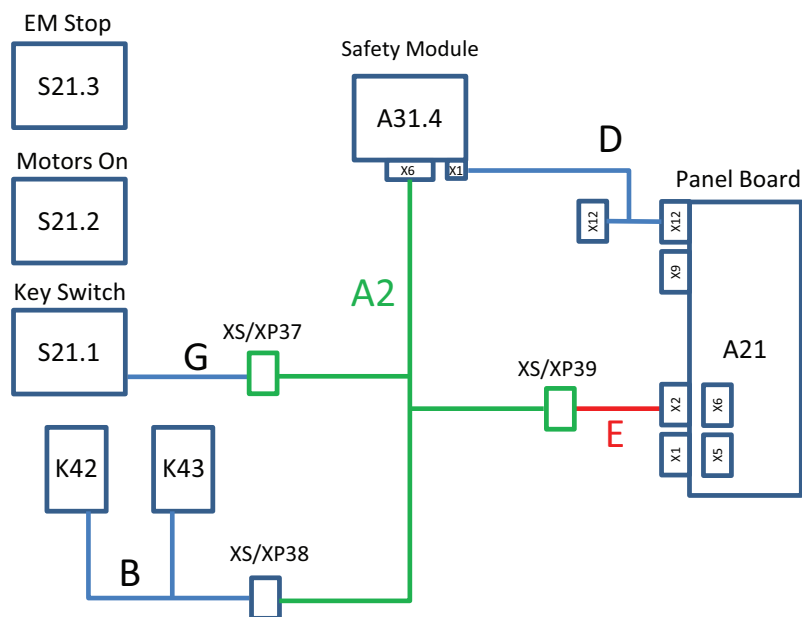 EM Stop
S21.3
Safety Module
A31.4
X6
X1
D
Motors On
S21.2
Panel Board
X12
X12
X9
A21
Key Switch
S21.1
G
XS/XP37
A2
XS/XP39
E
X2
X6
X1
X5
K42
K43
B
XS/XP38